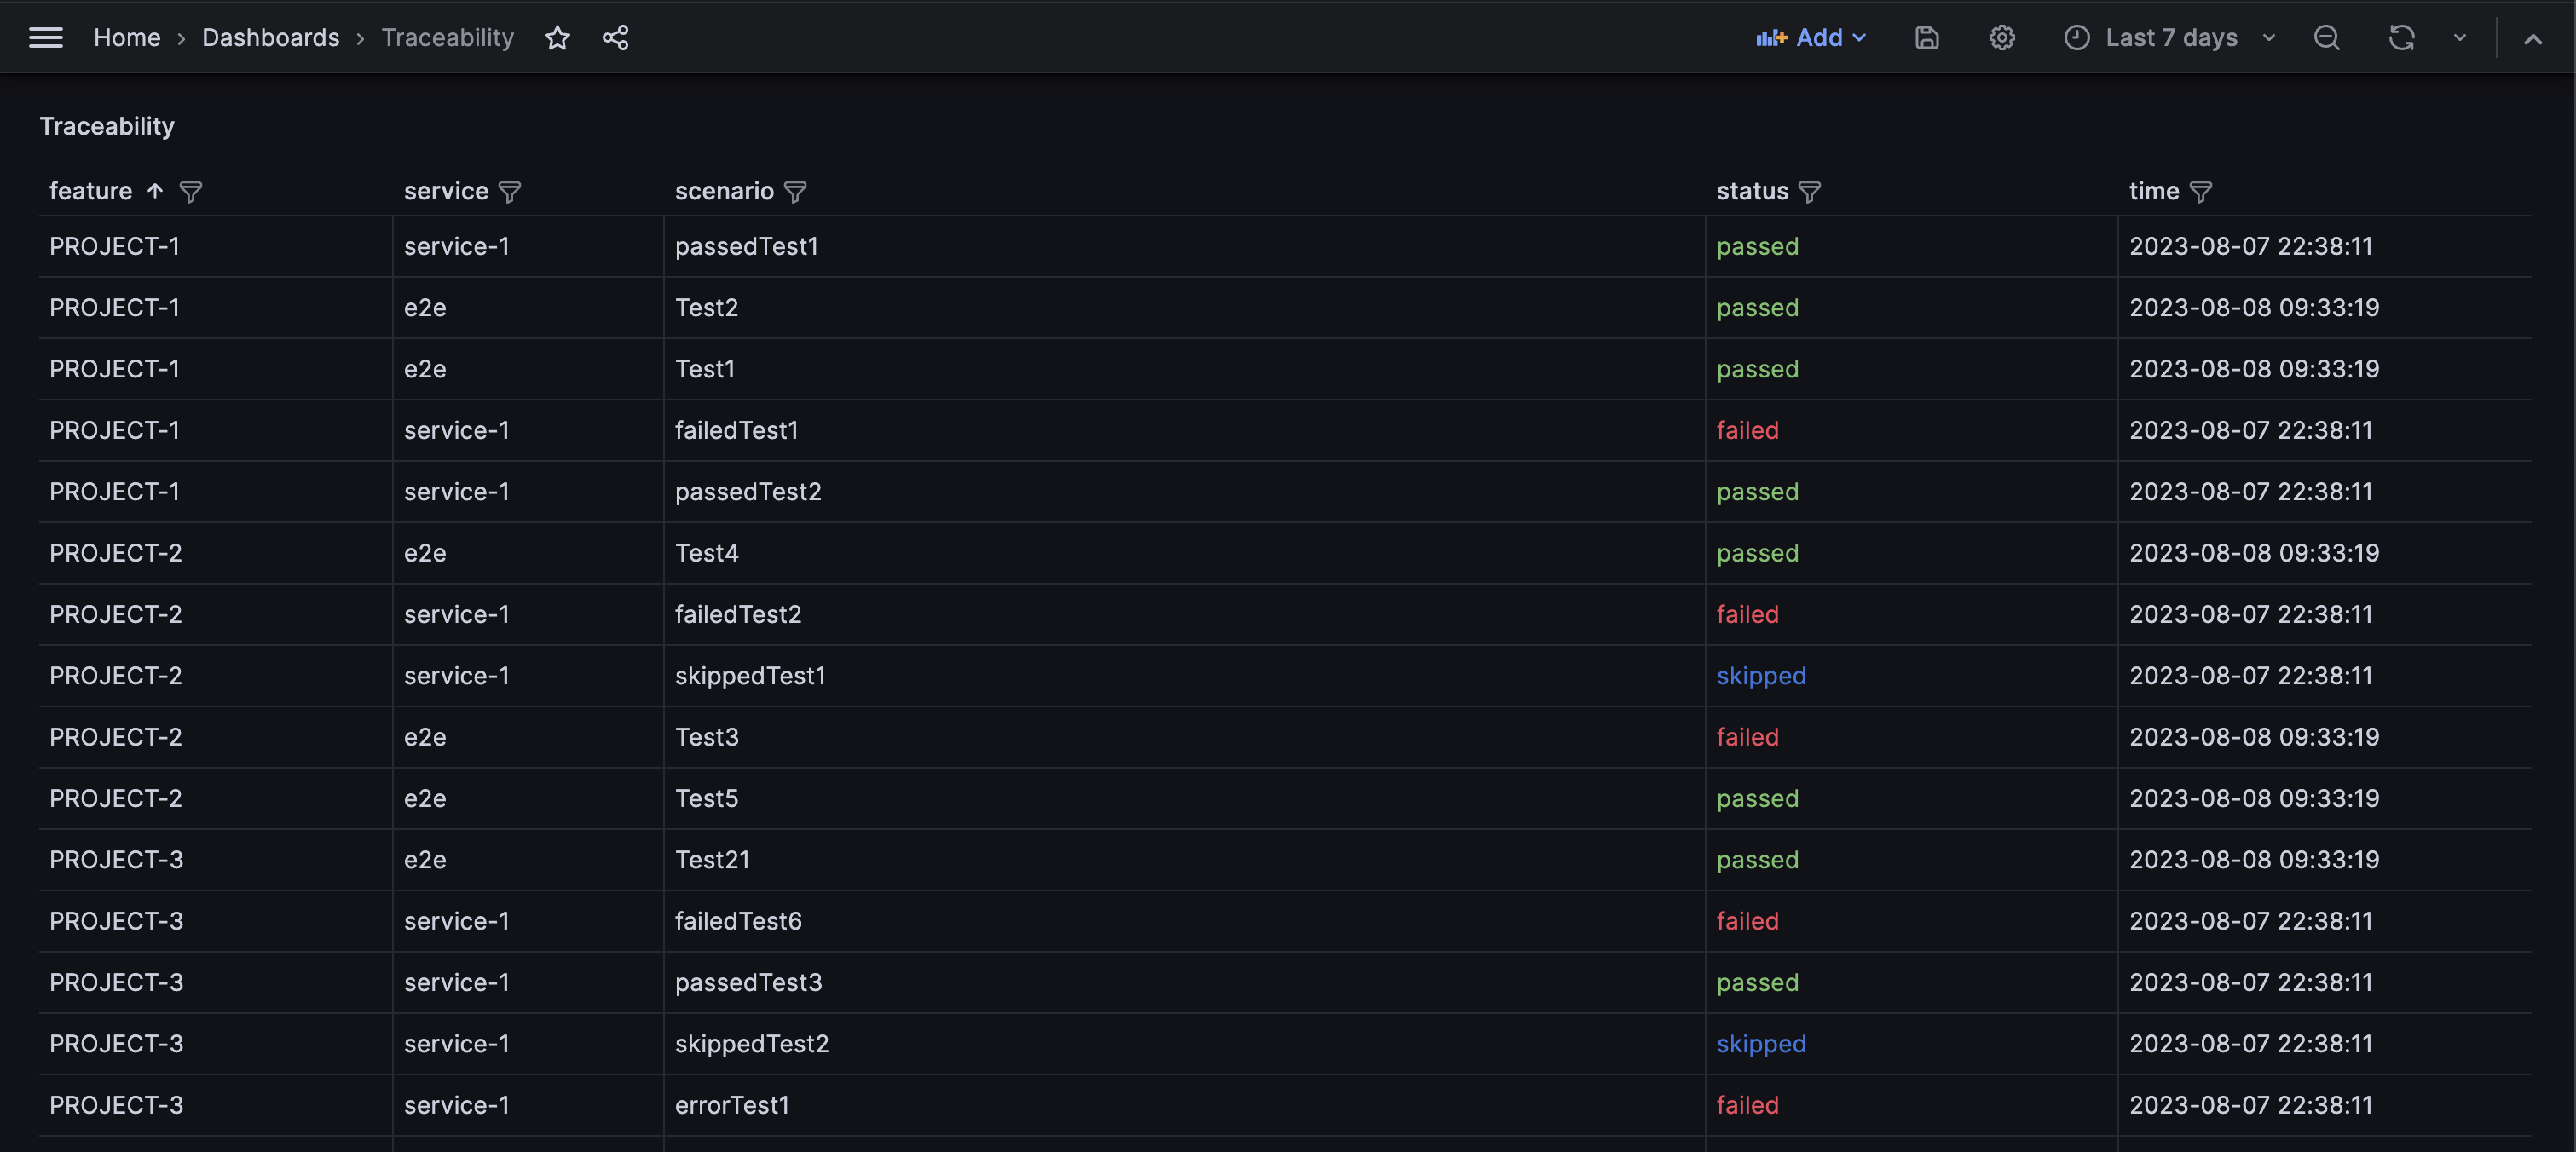 Home › Dashboards › Traceability Add Last 7 days
Traceability
feature service scenario status time
PROJECT-1 service-1 passedTest1 passed 2023-08-07 22:38:11
PROJECT-1 e2e Test2 passed 2023-08-08 09:33:19
PROJECT-1 e2e Test1 passed 2023-08-08 09:33:19
PROJECT-1 service-1 failedTest1 failed 2023-08-07 22:38:11
PROJECT-1 service-1 passedTest2 passed 2023-08-07 22:38:11
PROJECT-2 e2e Test4 passed 2023-08-08 09:33:19
PROJECT-2 service-1 failedTest2 failed 2023-08-07 22:38:11
PROJECT-2 service-1 skippedTest1 skipped 2023-08-07 22:38:11
PROJECT-2 e2e Test3 failed 2023-08-08 09:33:19
PROJECT-2 e2e Test5 passed 2023-08-08 09:33:19
PROJECT-3 e2e Test21 passed 2023-08-08 09:33:19
PROJECT-3 service-1 failedTest6 failed 2023-08-07 22:38:11
PROJECT-3 service-1 passedTest3 passed 2023-08-07 22:38:11
PROJECT-3 service-1 skippedTest2 skipped 2023-08-07 22:38:11
PROJECT-3 service-1 errorTest1 failed 2023-08-07 22:38:11